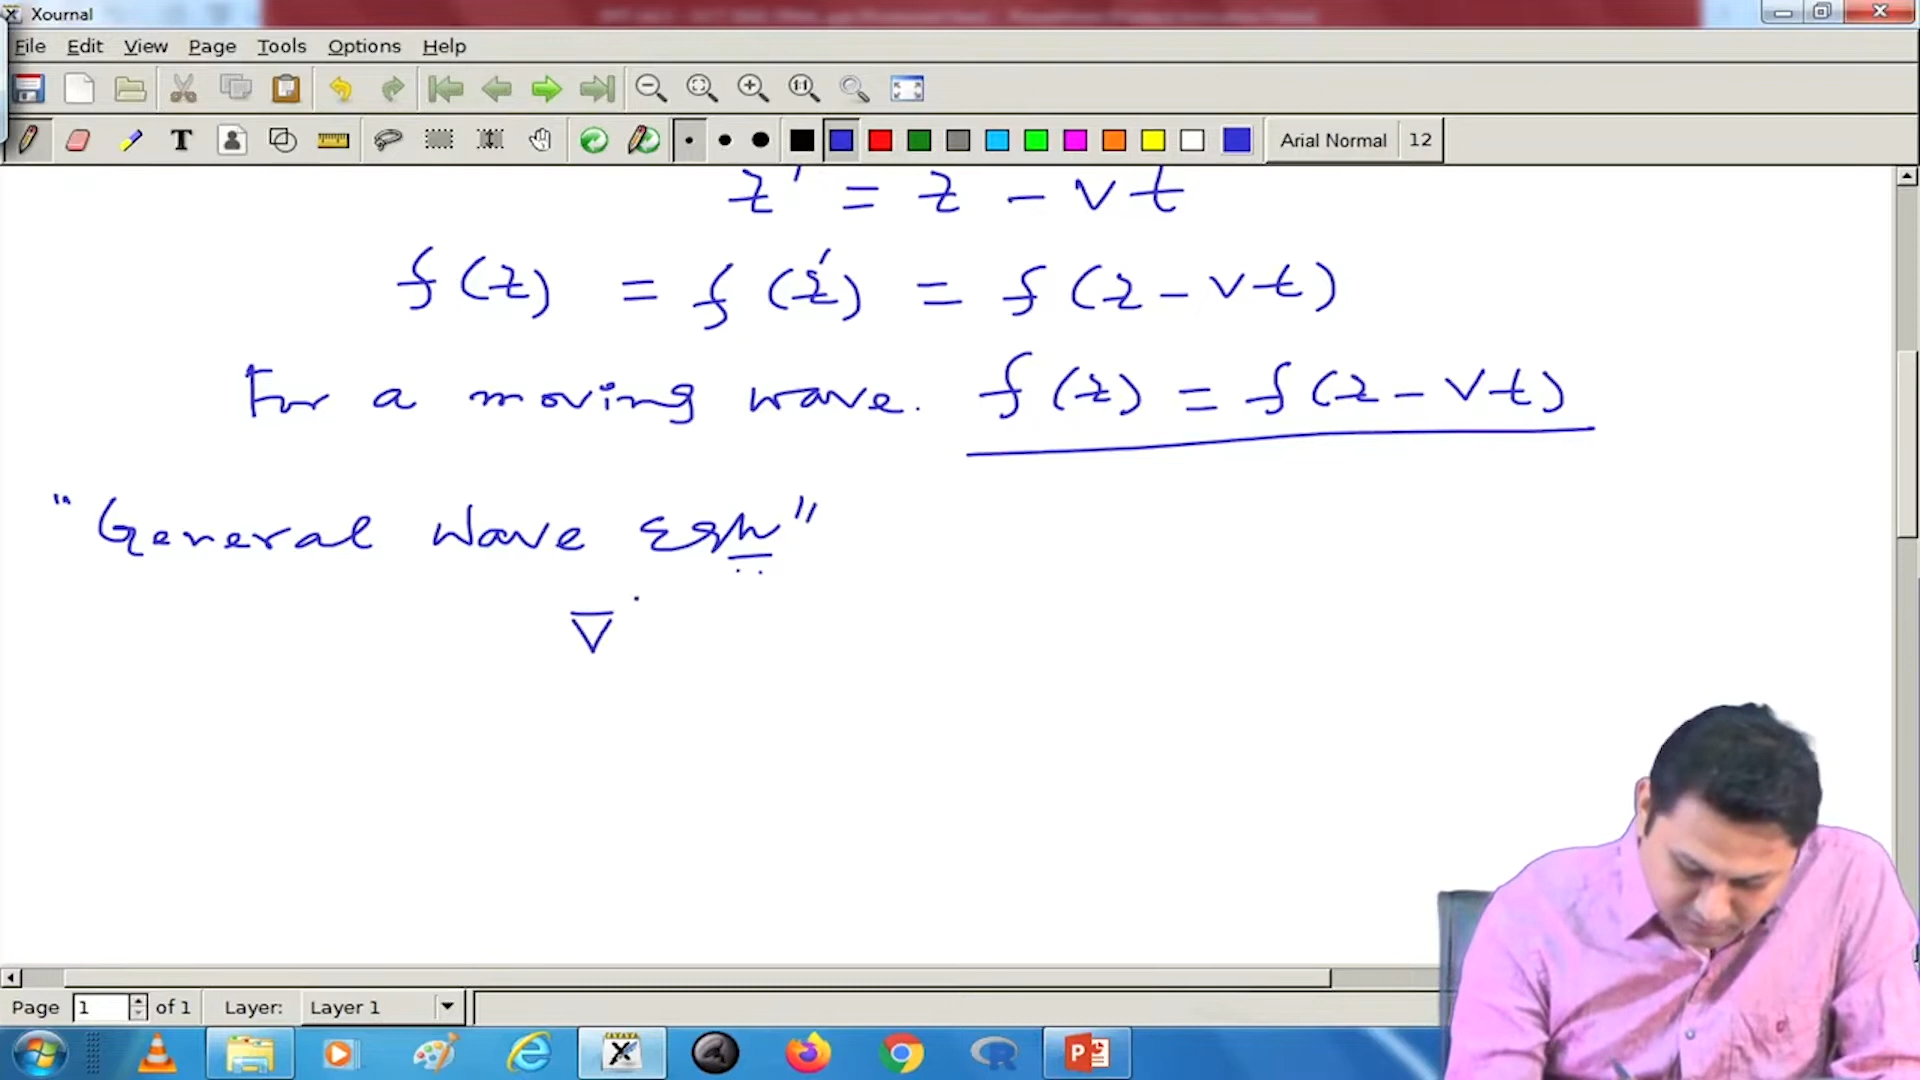 Xournal
File Edit View Page Tools Options Help
T Arial Normal 12
z' = z - vt
f(z) = f(z') = f(z - vt)
For a moving wave. f(z) = f(z - vt)
"General Wave Eqn"
∇
Page 1 of 1 Layer: Layer 1